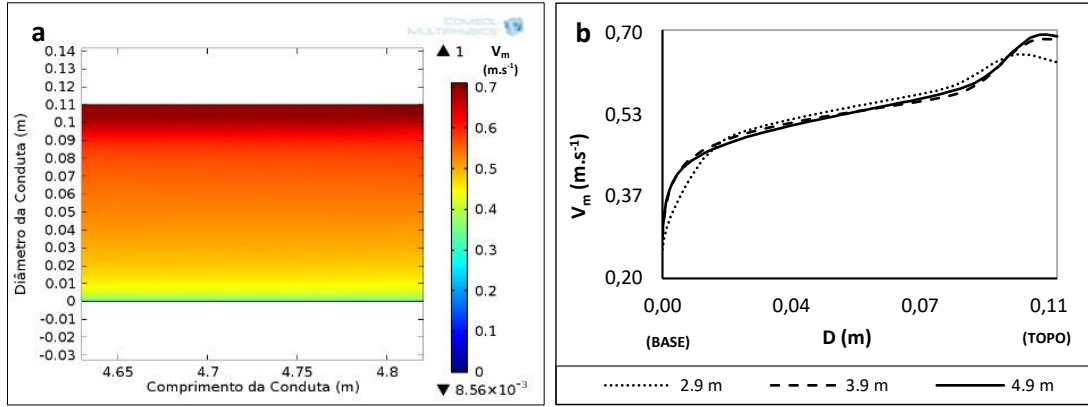 a
COMSOL
MULTIPHYSICS
Diâmetro da Conduta (m)
0.14
0.13
0.12
0.11
0.1
0.09
0.08
0.07
0.06
0.05
0.04
0.03
0.02
0.01
0
-0.01
-0.02
-0.03
4.65
4.7
4.75
4.8
Comprimento da Conduta (m)
▲ 1
Vm
(m.s⁻¹)
0.7
0.6
0.5
0.4
0.3
0.2
0.1
0
▼ 8.56×10⁻³
b
Vm (m.s⁻¹)
0,70
0,53
0,37
0,20
0,00
0,04
0,07
0,11
(BASE)
D (m)
(TOPO)
2.9 m
3.9 m
4.9 m